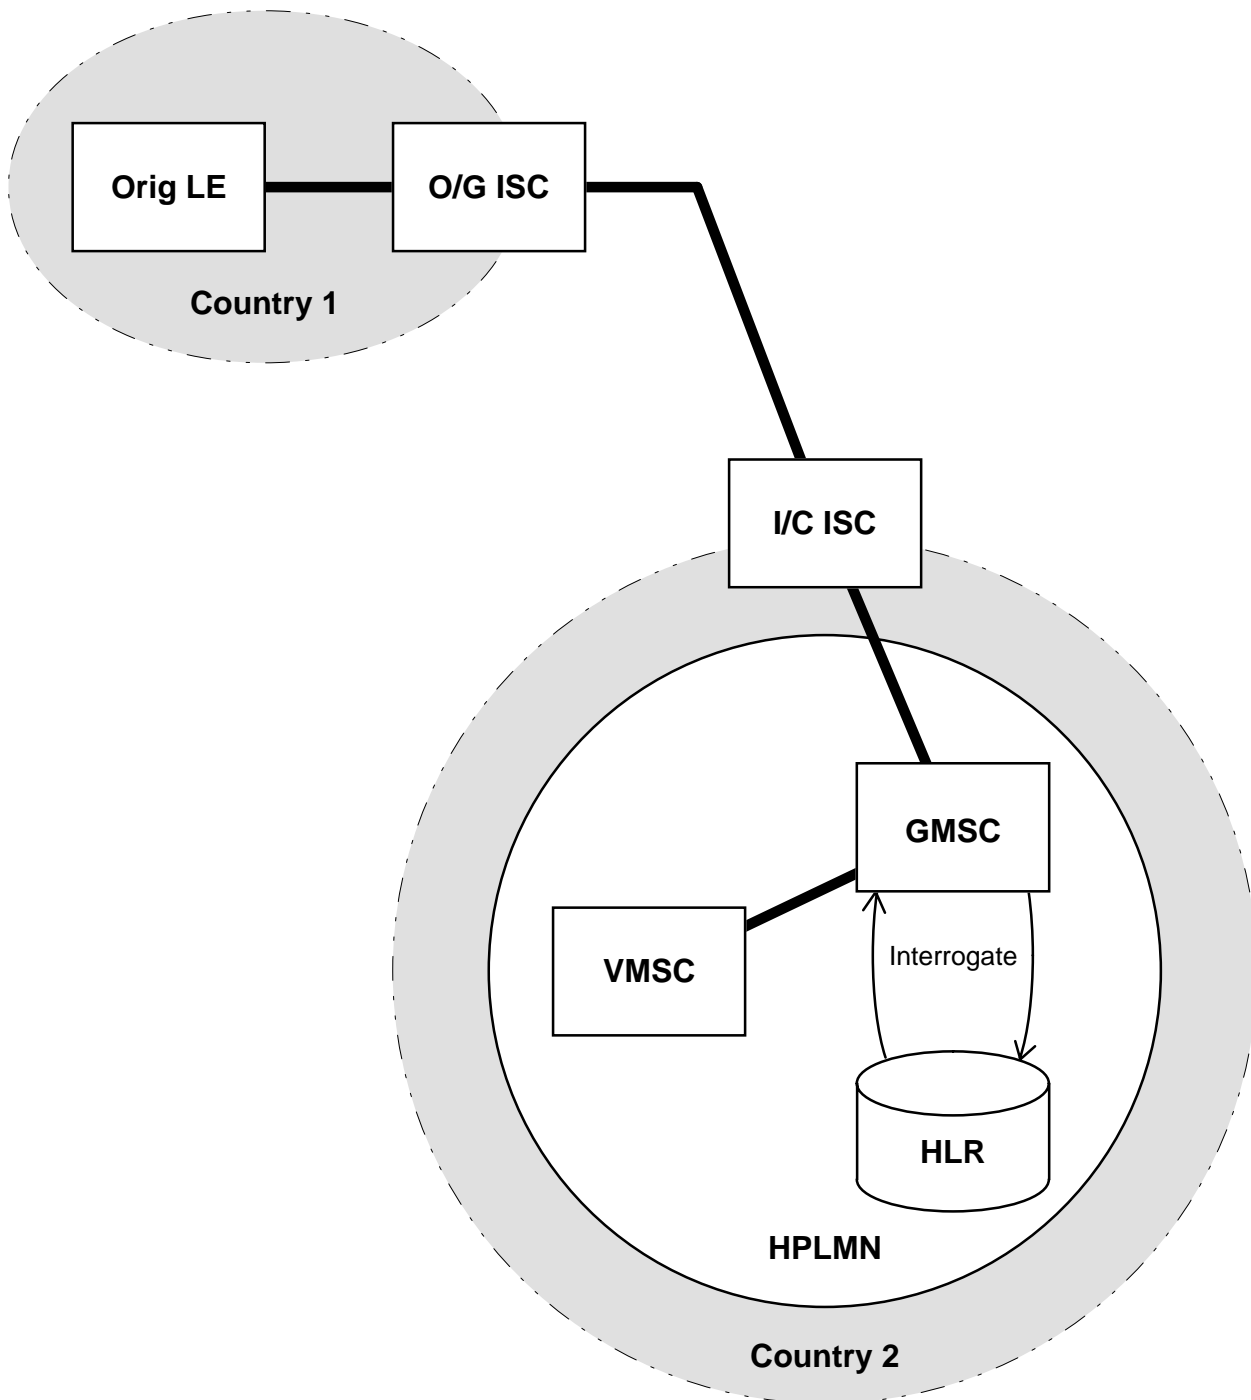 Orig LE
O/G ISC
Country 1
I/C ISC
GMSC
VMSC
Interrogate
HLR
HPLMN
Country 2